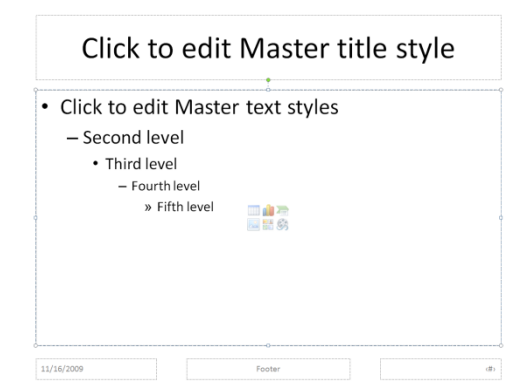 Click to edit Master title style
• Click to edit Master text styles
– Second level
• Third level
– Fourth level
» Fifth level
11/16/2009
Footer
‹#›